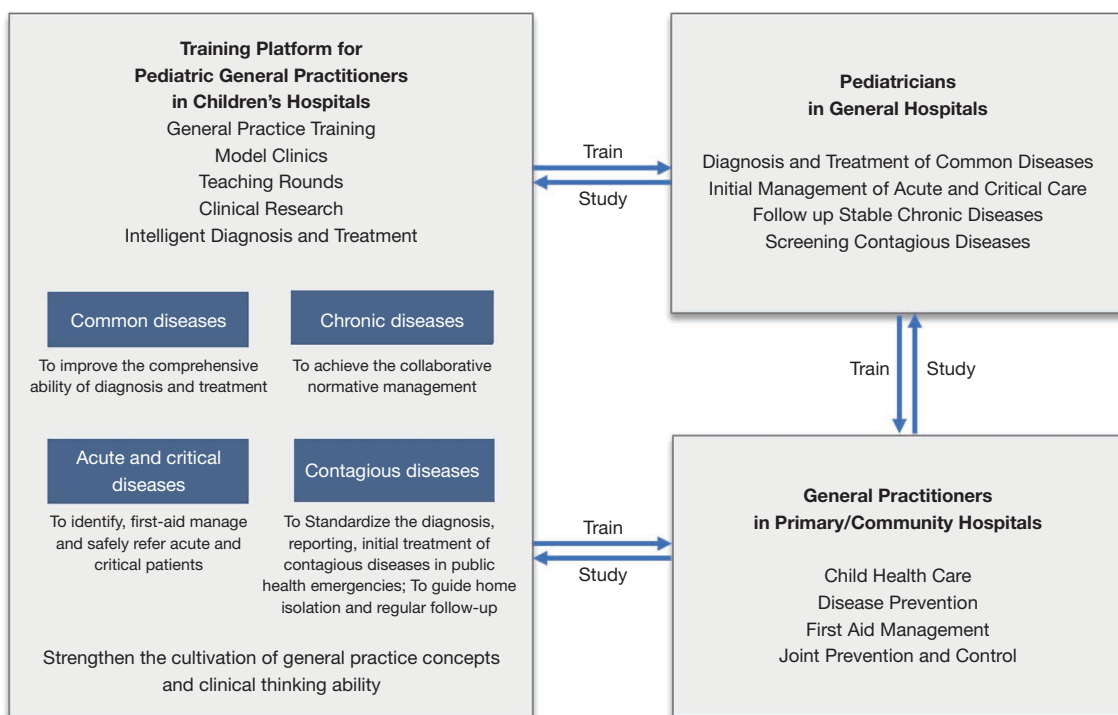 Training Platform for
Pediatric General Practitioners
in Children's Hospitals
General Practice Training
Model Clinics
Teaching Rounds
Clinical Research
Intelligent Diagnosis and Treatment
Common diseases
To improve the comprehensive
ability of diagnosis and treatment
Chronic diseases
To achieve the collaborative
normative management
Acute and critical
diseases
To identify, first-aid manage
and safely refer acute and
critical patients
Contagious diseases
To Standardize the diagnosis,
reporting, initial treatment of
contagious diseases in public
health emergencies; To guide home
isolation and regular follow-up
Strengthen the cultivation of general practice concepts
and clinical thinking ability
Train
Study
Pediatricians
in General Hospitals
Diagnosis and Treatment of Common Diseases
Initial Management of Acute and Critical Care
Follow up Stable Chronic Diseases
Screening Contagious Diseases
Train
Study
Train
Study
General Practitioners
in Primary/Community Hospitals
Child Health Care
Disease Prevention
First Aid Management
Joint Prevention and Control